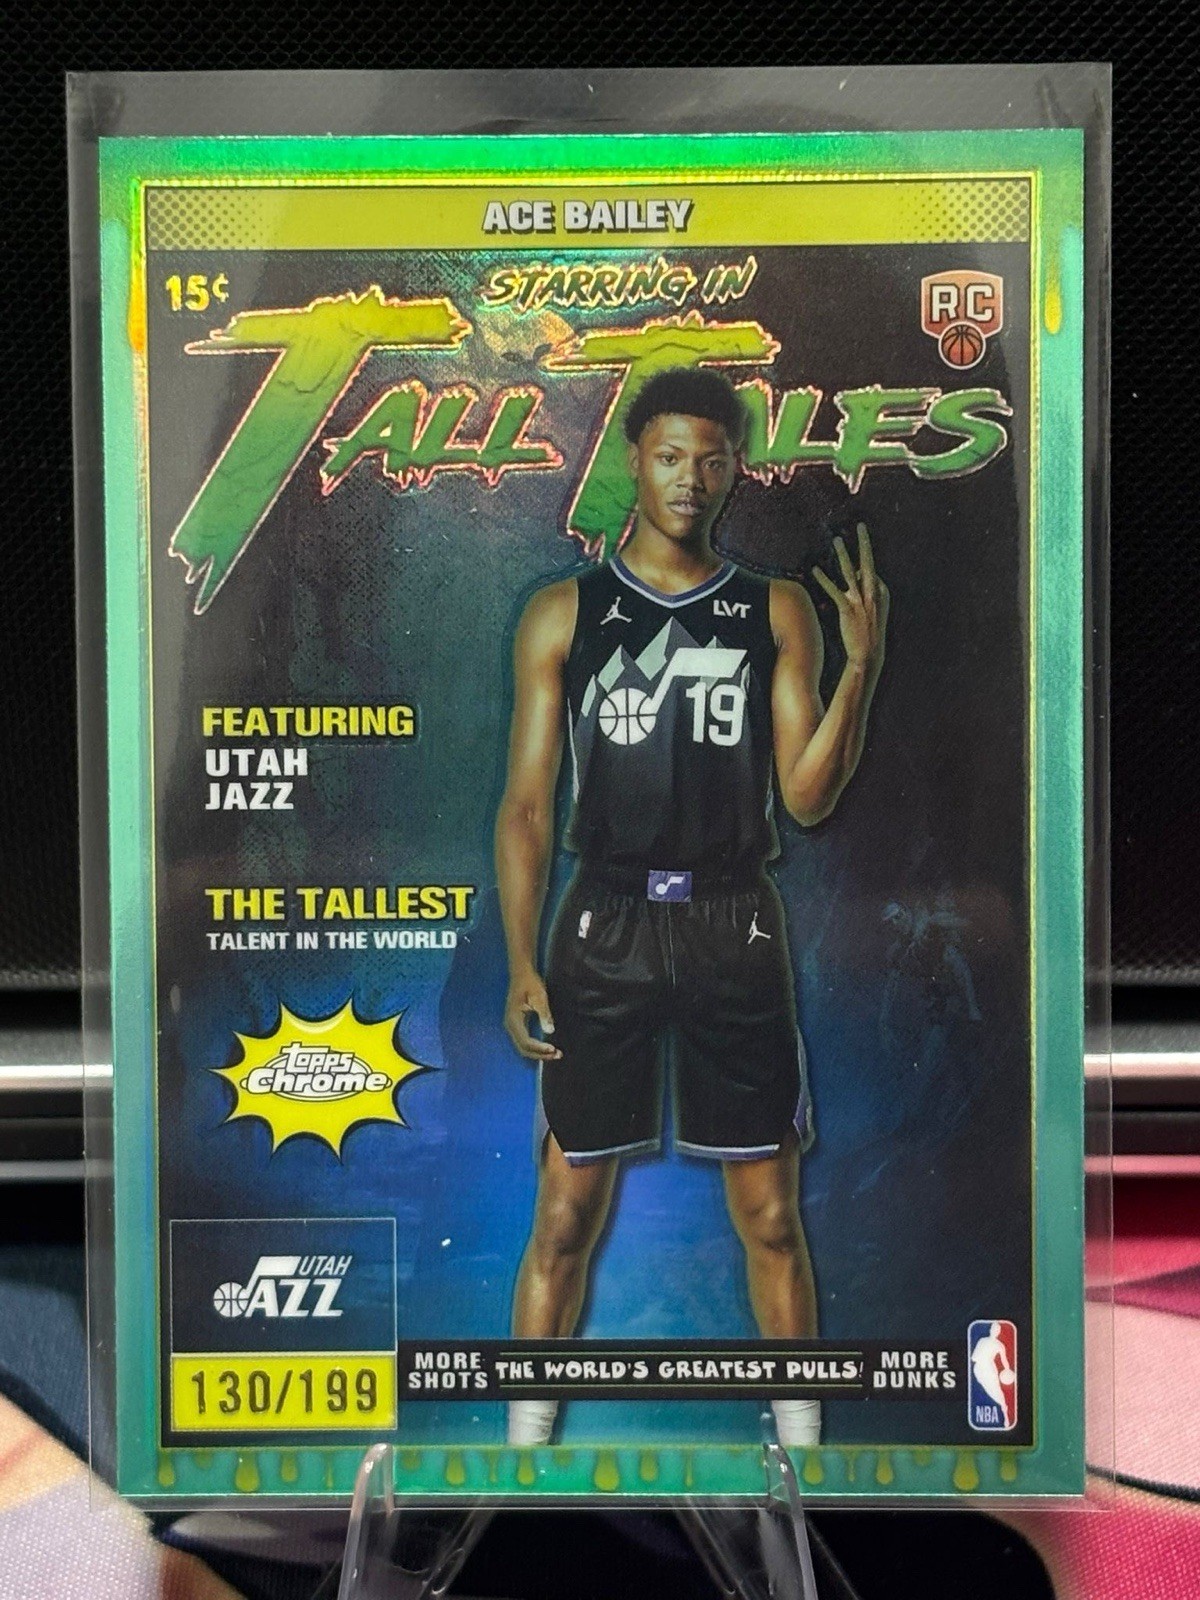 ACE BAILEY
15¢
STARRING IN
TALL TALES
RC
LVT
19
FEATURING
UTAH
JAZZ
THE TALLEST
TALENT IN THE WORLD
topps
Chrome
UTAH
JAZZ
130/199
MORE
SHOTS
THE WORLD'S GREATEST PULLS!
MORE
DUNKS
NBA